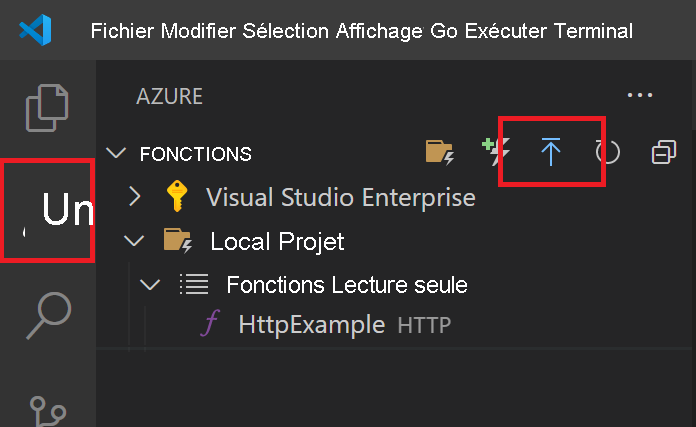 Fichier Modifier Sélection Affichage Go Exécuter Terminal
AZURE
FONCTIONS
Un
Visual Studio Enterprise
Local Projet
Fonctions Lecture seule
HttpExample HTTP